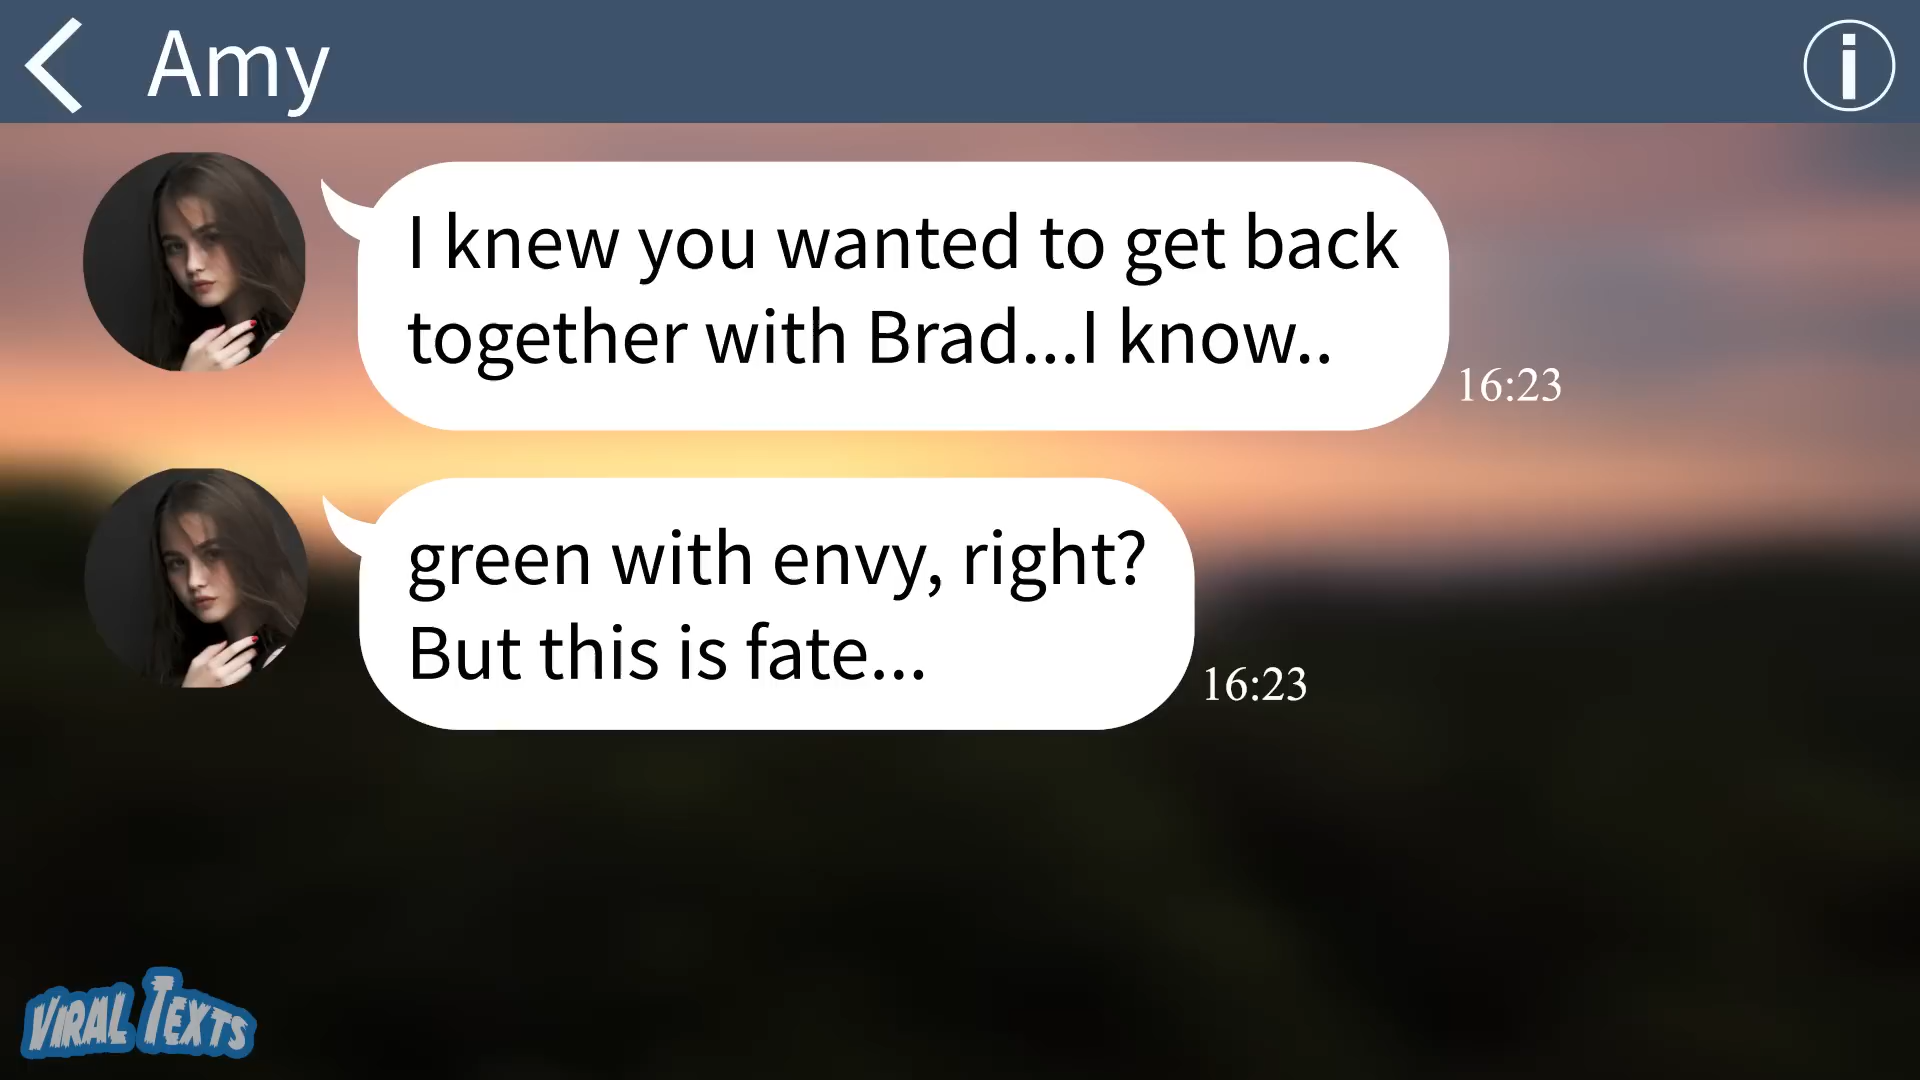 Amy
I knew you wanted to get back
together with Brad...I know..
16:23
green with envy, right?
But this is fate...
16:23
VIRAL TEXTS